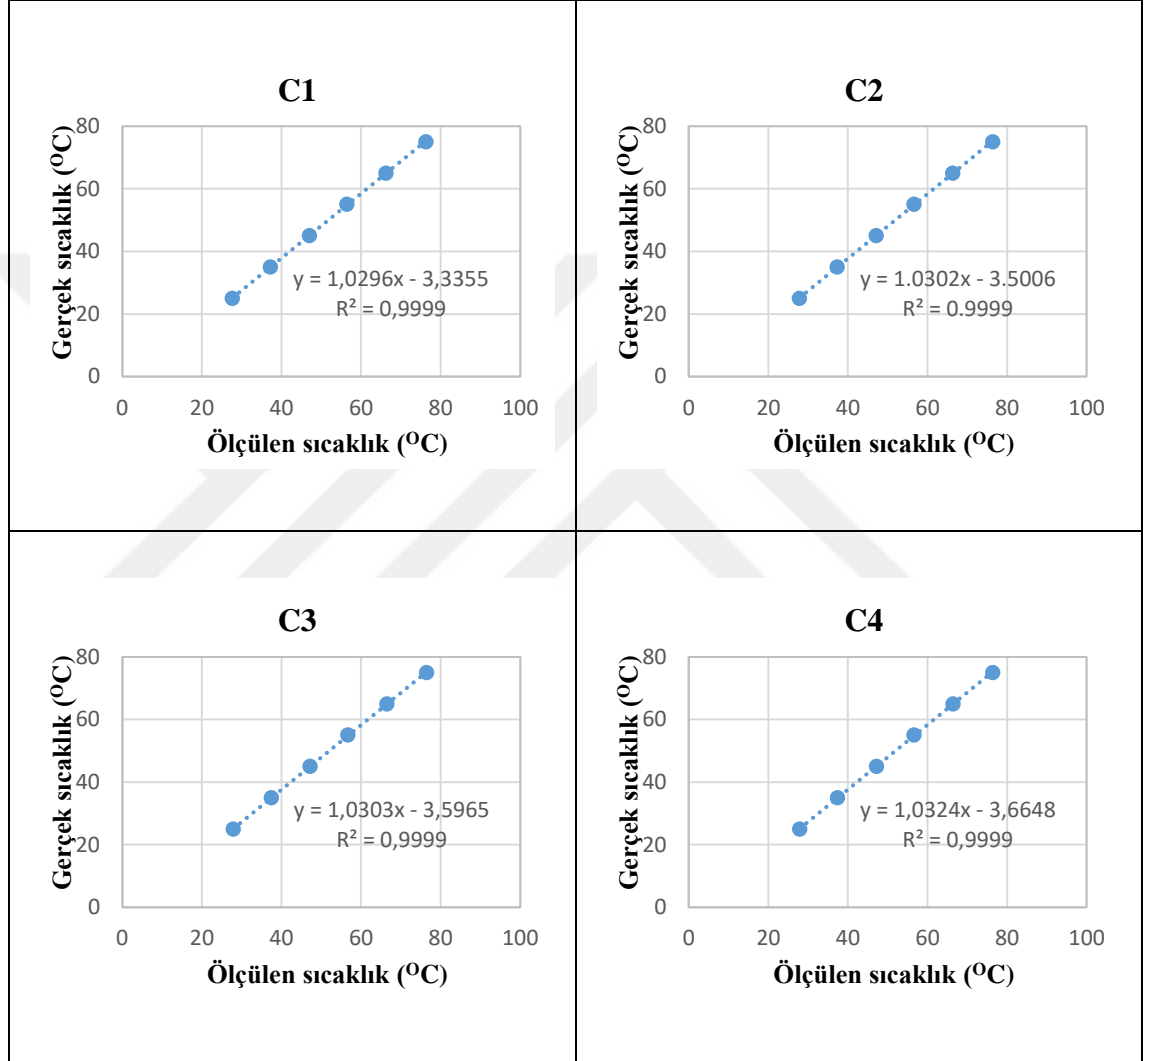 C1
Gerçek sıcaklık (ᴼC)
80
60
40
20
0
y = 1,0296x - 3,3355
R² = 0,9999
0 20 40 60 80 100
Ölçülen sıcaklık (ᴼC)
C2
Gerçek sıcaklık (ᴼC)
80
60
40
20
0
y = 1.0302x - 3.5006
R² = 0.9999
0 20 40 60 80 100
Ölçülen sıcaklık (ᴼC)
C3
Gerçek sıcaklık (ᴼC)
80
60
40
20
0
y = 1,0303x - 3,5965
R² = 0,9999
0 20 40 60 80 100
Ölçülen sıcaklık (ᴼC)
C4
Gerçek sıcaklık (ᴼC)
80
60
40
20
0
y = 1,0324x - 3,6648
R² = 0,9999
0 20 40 60 80 100
Ölçülen sıcaklık (ᴼC)